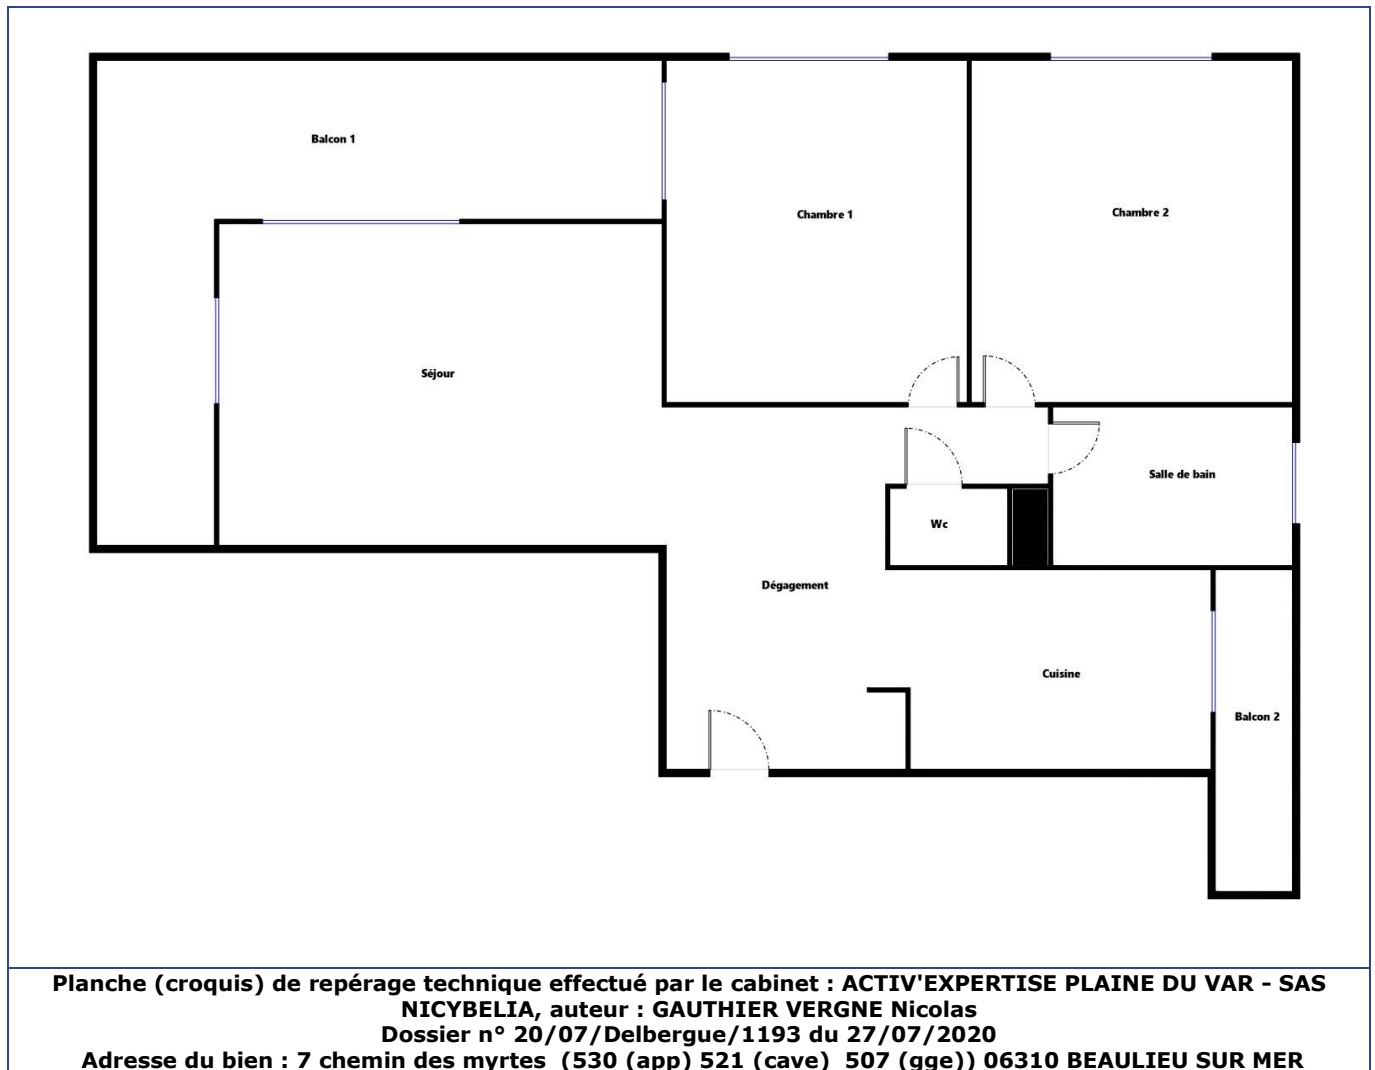 Balcon 1
Chambre 1
Chambre 2
Séjour
Salle de bain
Wc
Dégagement
Cuisine
Balcon 2
Planche (croquis) de repérage technique effectué par le cabinet : ACTIV'EXPERTISE PLAINE DU VAR - SAS
NICYBELIA, auteur : GAUTHIER VERGNE Nicolas
Dossier n° 20/07/Delbergue/1193 du 27/07/2020
Adresse du bien : 7 chemin des myrtes (530 (app) 521 (cave) 507 (gge)) 06310 BEAULIEU SUR MER